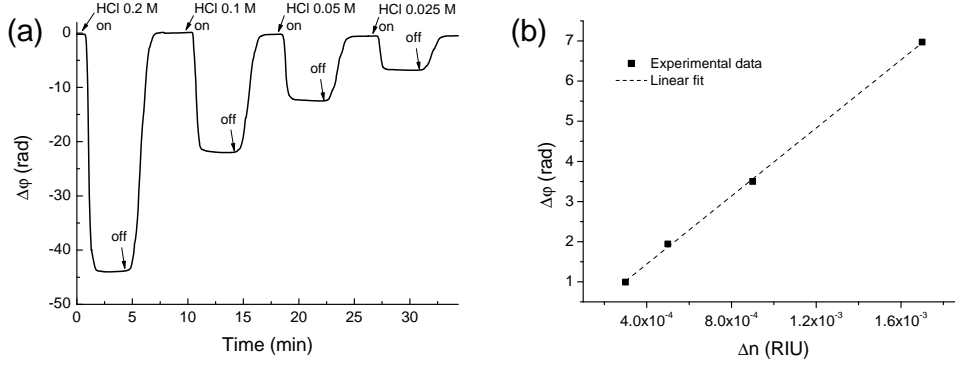 (a)
HCl 0.2 M
on
HCl 0.1 M
on
HCl 0.05 M
on
HCl 0.025 M
on
off
off
off
off
0
-10
-20
-30
-40
-50
Δφ (rad)
0 5 10 15 20 25 30
Time (min)
(b)
Experimental data
Linear fit
7
6
5
4
3
2
1
Δφ (rad)
4.0x10⁻⁴ 8.0x10⁻⁴ 1.2x10⁻³ 1.6x10⁻³
Δn (RIU)